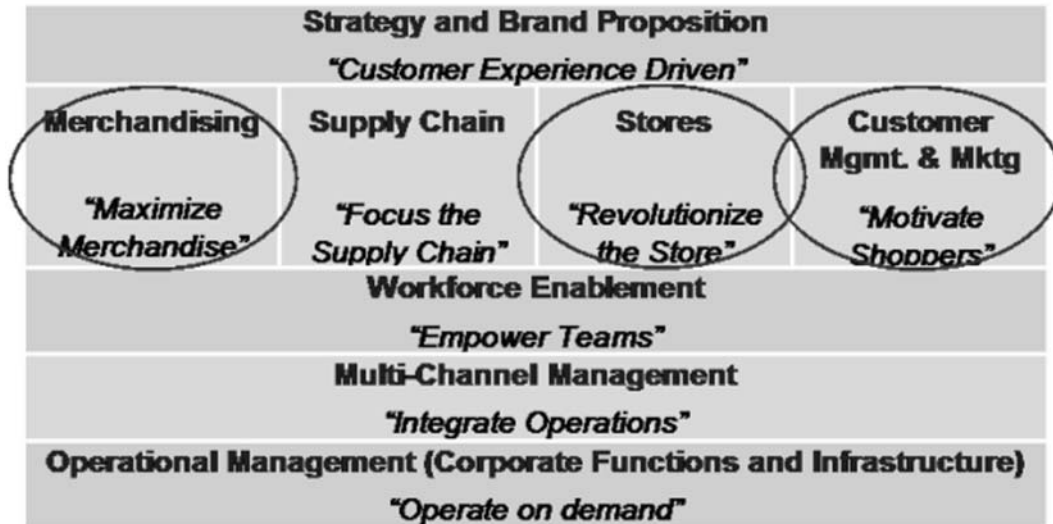 Strategy and Brand Proposition
“Customer Experience Driven”
Merchandising
“Maximize
Merchandise”
Supply Chain
“Focus the
Supply Chain”
Stores
“Revolutionize
the Store”
Customer
Mgmt. & Mktg
“Motivate
Shoppers”
Workforce Enablement
“Empower Teams”
Multi-Channel Management
“Integrate Operations”
Operational Management (Corporate Functions and Infrastructure)
“Operate on demand”